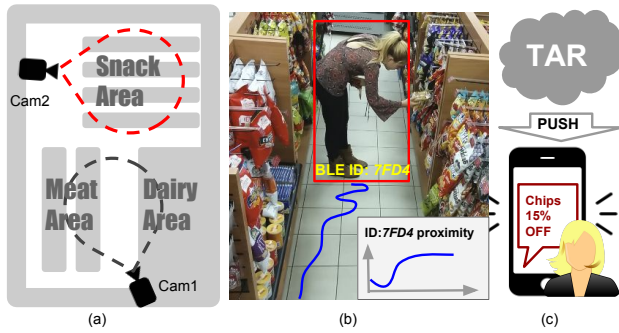 Snack
Area
Cam2
Meat
Area
Dairy
Area
Cam1
(a)
BLE ID: 7FD4
ID:7FD4 proximity
(b)
TAR
PUSH
Chips
15%
OFF
(c)